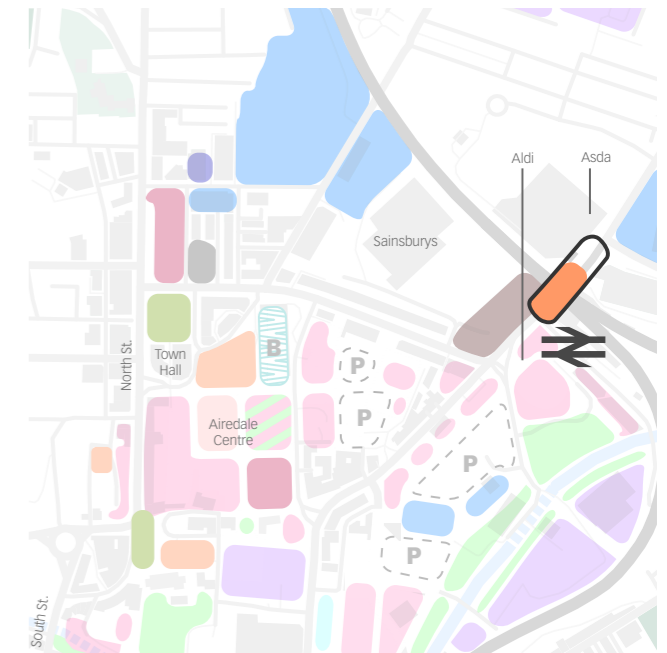 Aldi
Asda
Sainsburys
North St.
Town
Hall
B
P
P
Airedale
Centre
P
P
South St.